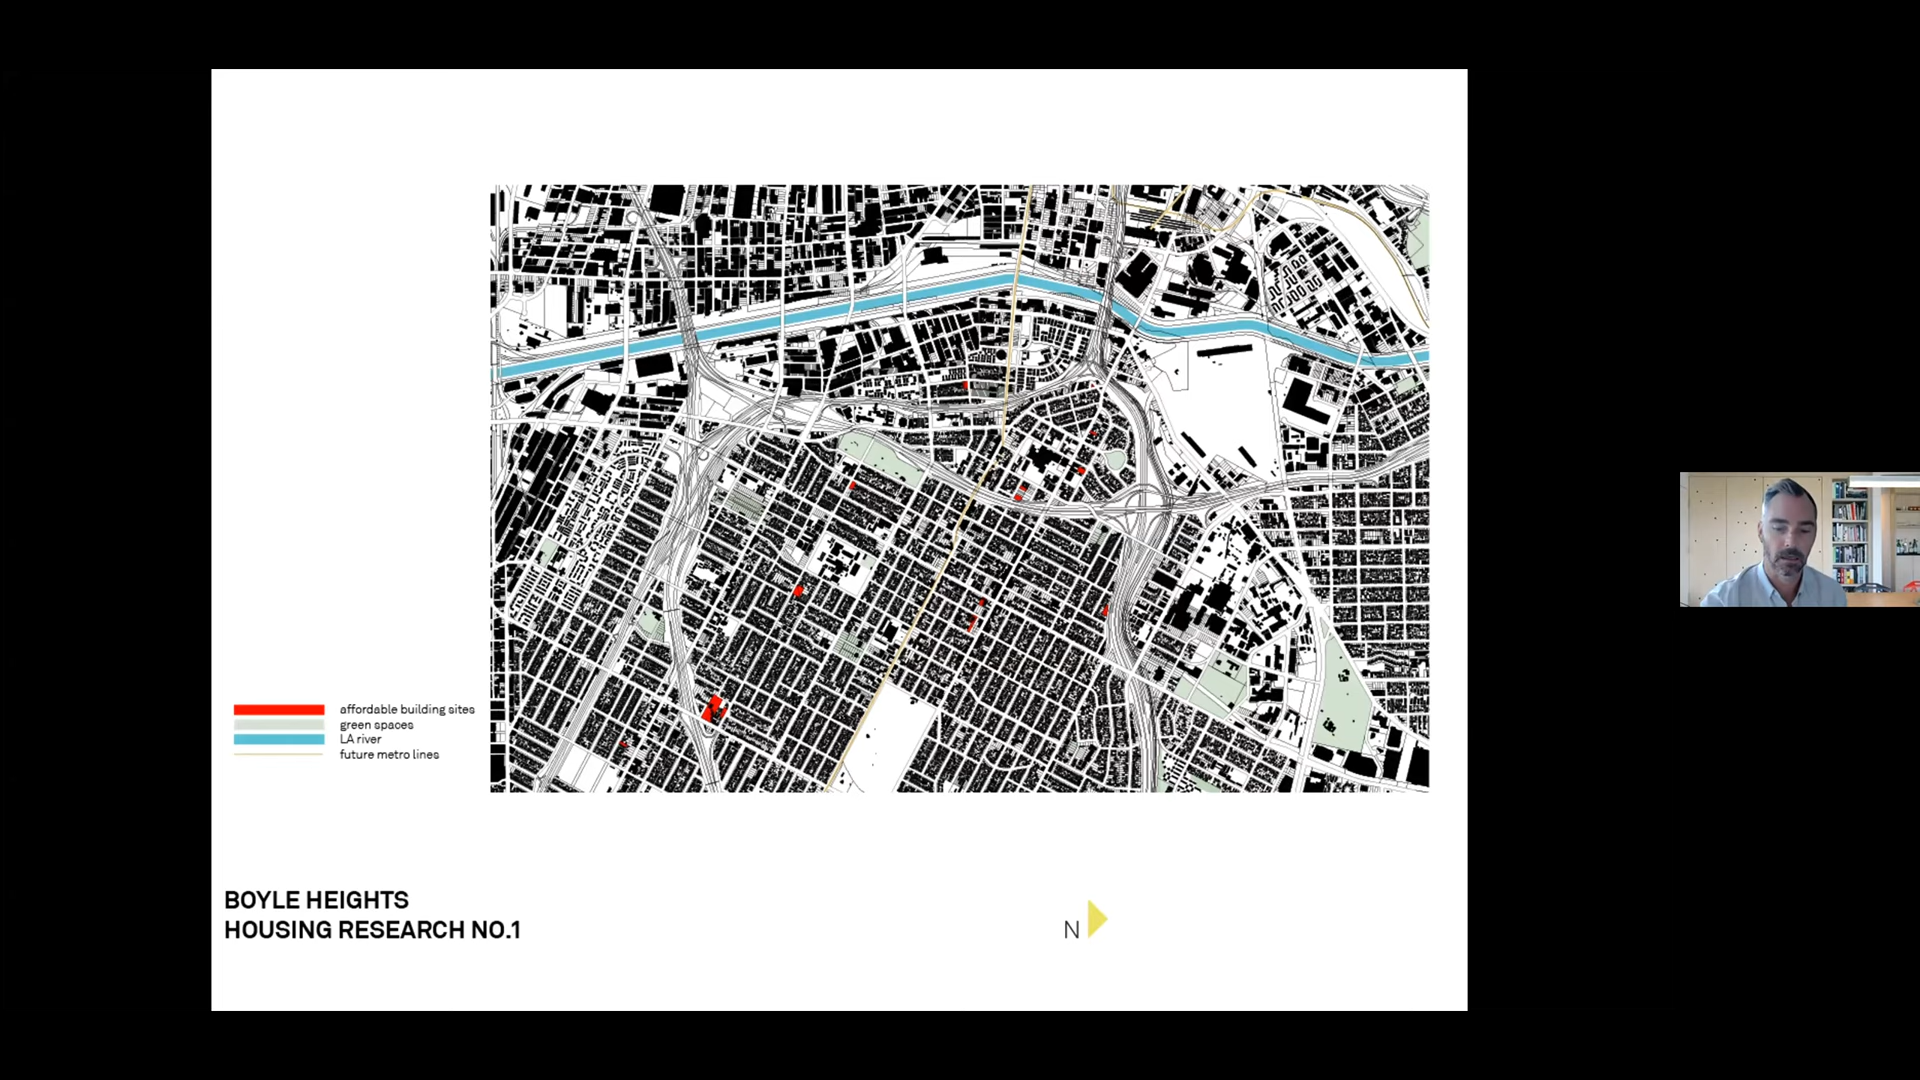 affordable building sites
green spaces
LA river
future metro lines
BOYLE HEIGHTS
HOUSING RESEARCH NO.1
N